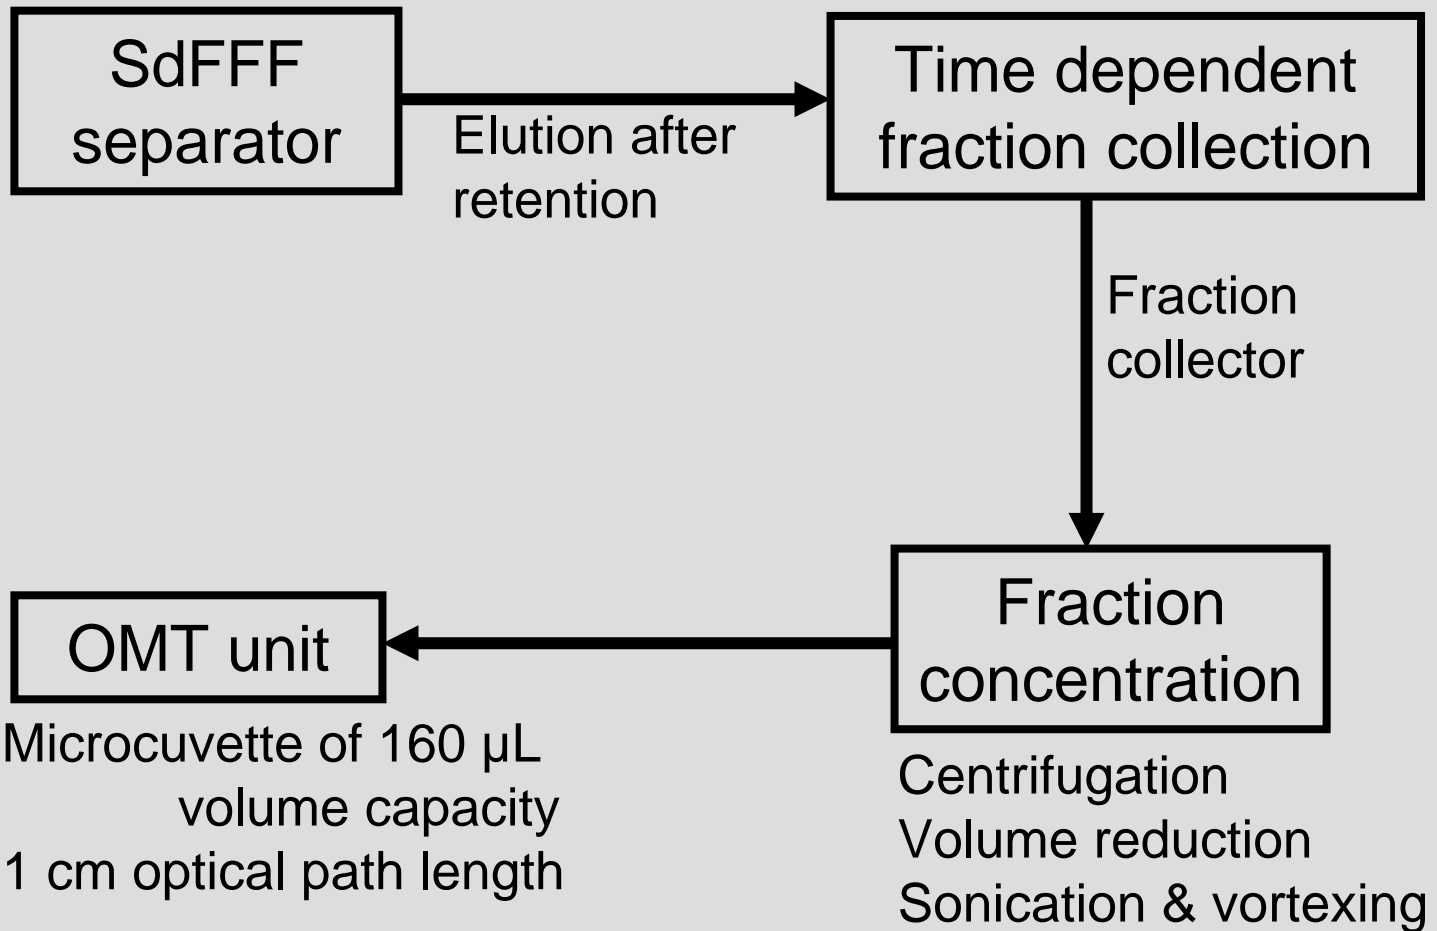 SdFFF
separator
Elution after
retention
Time dependent
fraction collection
Fraction
collector
Fraction
concentration
Centrifugation
Volume reduction
Sonication & vortexing
OMT unit
Microcuvette of 160 µL
volume capacity
1 cm optical path length